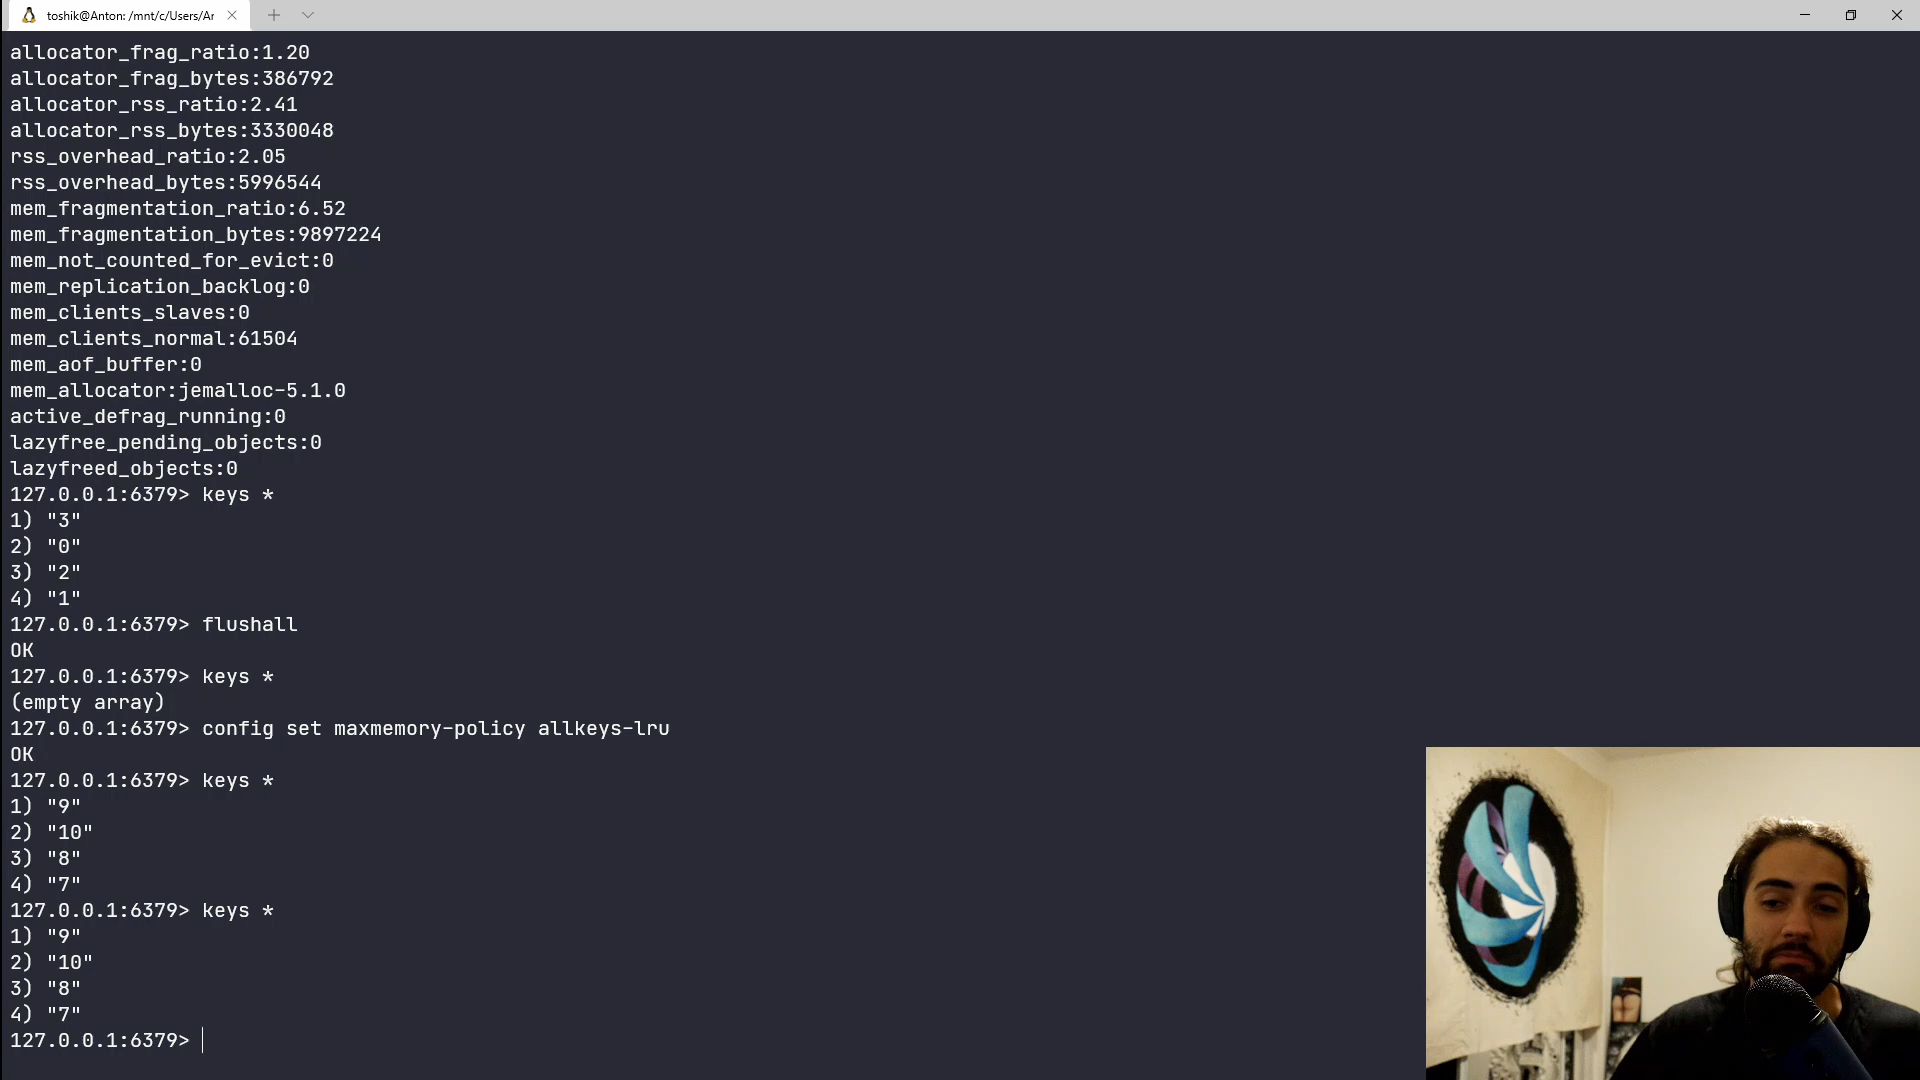 toshik@Anton: /mnt/c/Users/Ar
allocator_frag_ratio:1.20
allocator_frag_bytes:386792
allocator_rss_ratio:2.41
allocator_rss_bytes:3330048
rss_overhead_ratio:2.05
rss_overhead_bytes:5996544
mem_fragmentation_ratio:6.52
mem_fragmentation_bytes:9897224
mem_not_counted_for_evict:0
mem_replication_backlog:0
mem_clients_slaves:0
mem_clients_normal:61504
mem_aof_buffer:0
mem_allocator:jemalloc-5.1.0
active_defrag_running:0
lazyfree_pending_objects:0
lazyfreed_objects:0
127.0.0.1:6379> keys *
1) "3"
2) "0"
3) "2"
4) "1"
127.0.0.1:6379> flushall
OK
127.0.0.1:6379> keys *
(empty array)
127.0.0.1:6379> config set maxmemory-policy allkeys-lru
OK
127.0.0.1:6379> keys *
1) "9"
2) "10"
3) "8"
4) "7"
127.0.0.1:6379> keys *
1) "9"
2) "10"
3) "8"
4) "7"
127.0.0.1:6379>